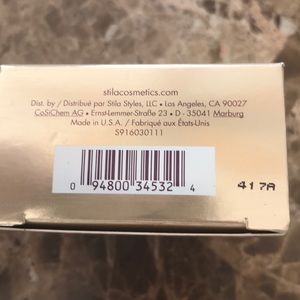 stilacosmetics.com
Dist. by / Distribué par Stila Styles, LLC • Los Angeles, CA 90027
CoSiChem AG • Ernst-Lemmer-Straße 23 • D - 35041 Marburg
Made in U.S.A. / Fabriqué aux États-Unis
S916030111
0 94800 34532 4
417A